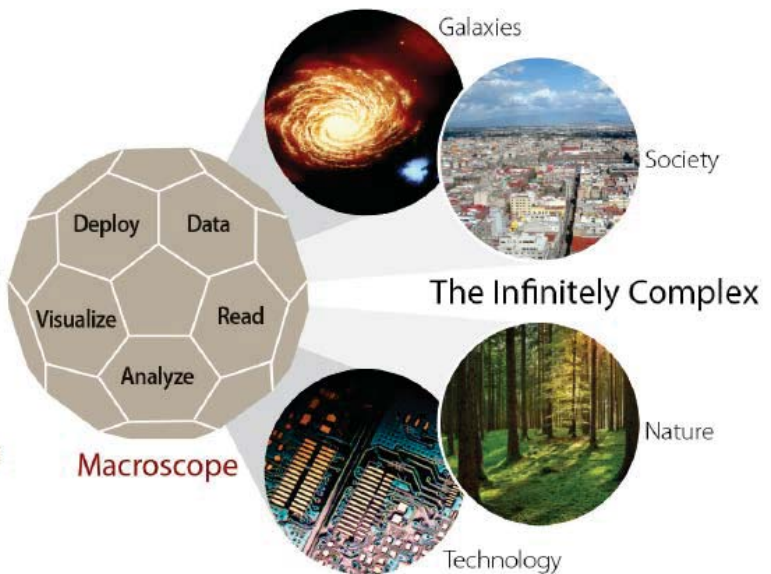 Galaxies
Society
Deploy
Data
The Infinitely Complex
Visualize
Read
Analyze
Nature
Macroscope
Technology